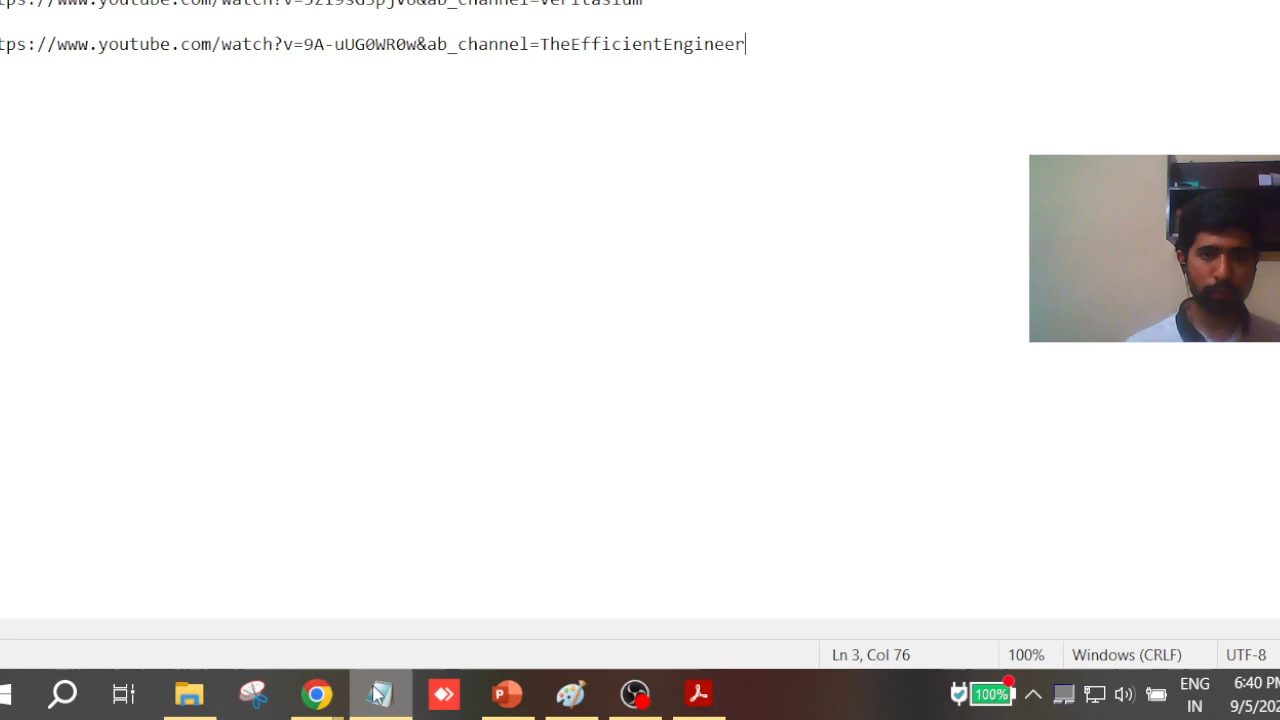 tps://www.youtube.com/watch?v=9A-uUG0WR0w&ab_channel=TheEfficientEngineer
Ln 3, Col 76
100%
Windows (CRLF)
UTF-8
100%
ENG
IN
6:40 PM
9/5/202